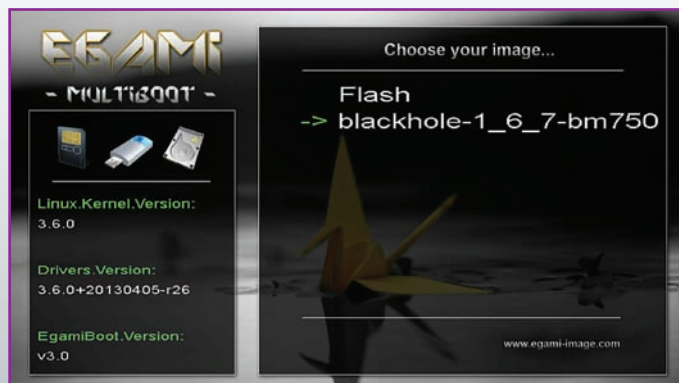 EGAMI
- MULTIBOOT -
Linux.Kernel.Version:
3.6.0
Drivers.Version:
3.6.0+20130405-r26
EgamiBoot.Version:
v3.0
Choose your image...
Flash
-> blackhole-1_6_7-bm750
www.egami-image.com